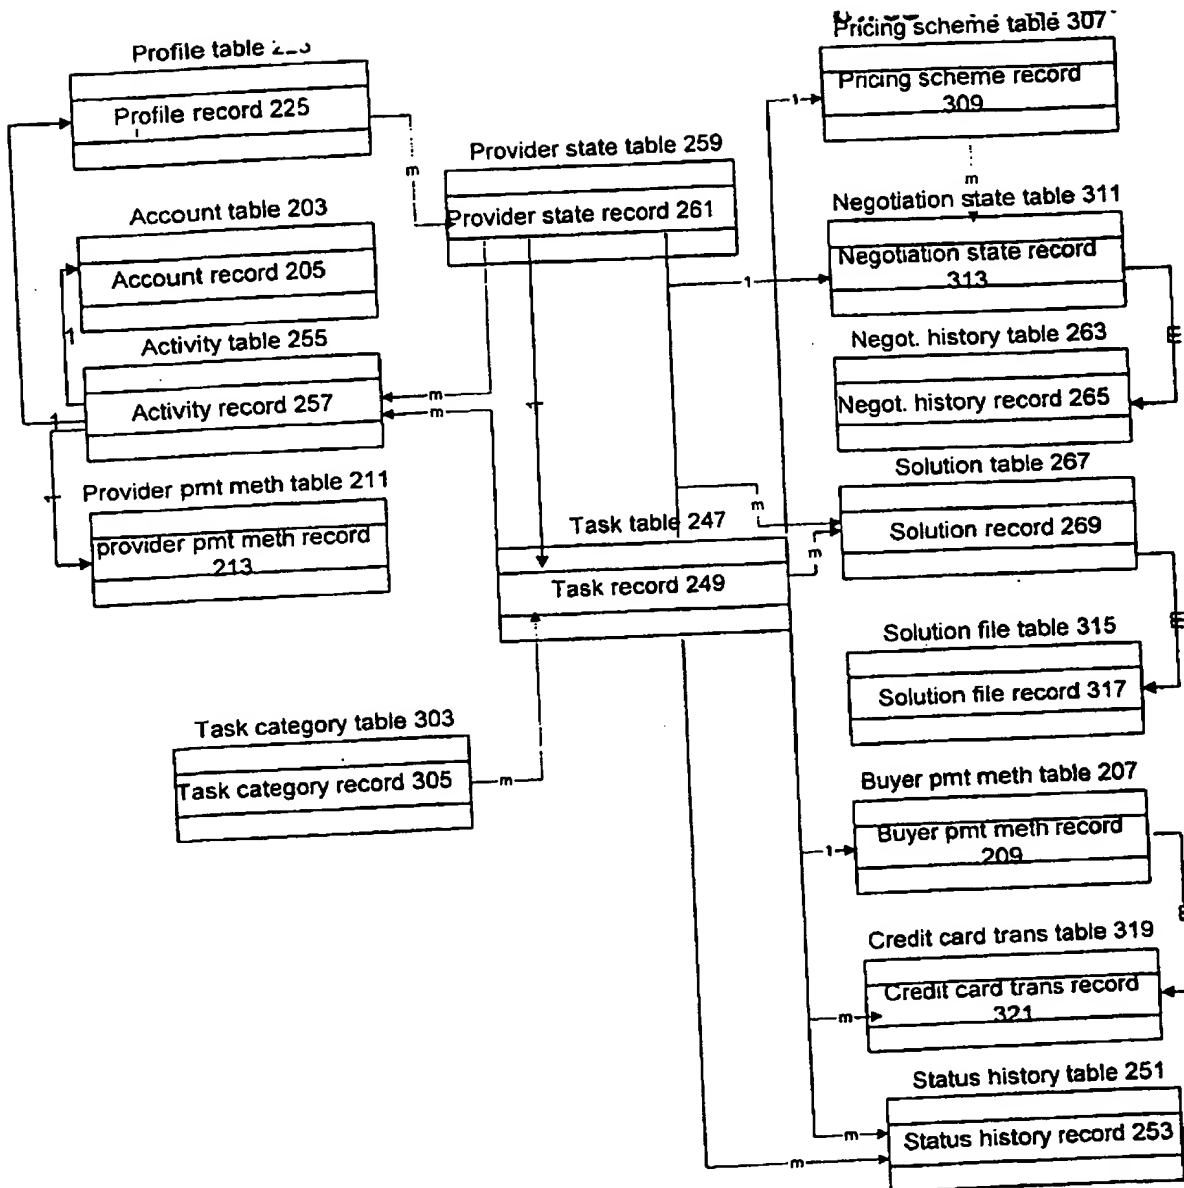 Profile table
Profile record 225
Account table 203
Account record 205
1
Activity table 255
Activity record 257
1
1
Provider pmt meth table 211
provider pmt meth record
213
m
Provider state table 259
Provider state record 261
m
m
1
Task table 247
Task record 249
Task category table 303
Task category record 305
m
Pricing scheme table 307
1
Pricing scheme record
309
m
Negotiation state table 311
1
Negotiation state record
313
m
Negot. history table 263
Negot. history record 265
Solution table 267
m
m
Solution record 269
m
Solution file table 315
Solution file record 317
Buyer pmt meth table 207
1
Buyer pmt meth record
209
m
Credit card trans table 319
m
Credit card trans record
321
Status history table 251
m
Status history record 253
m